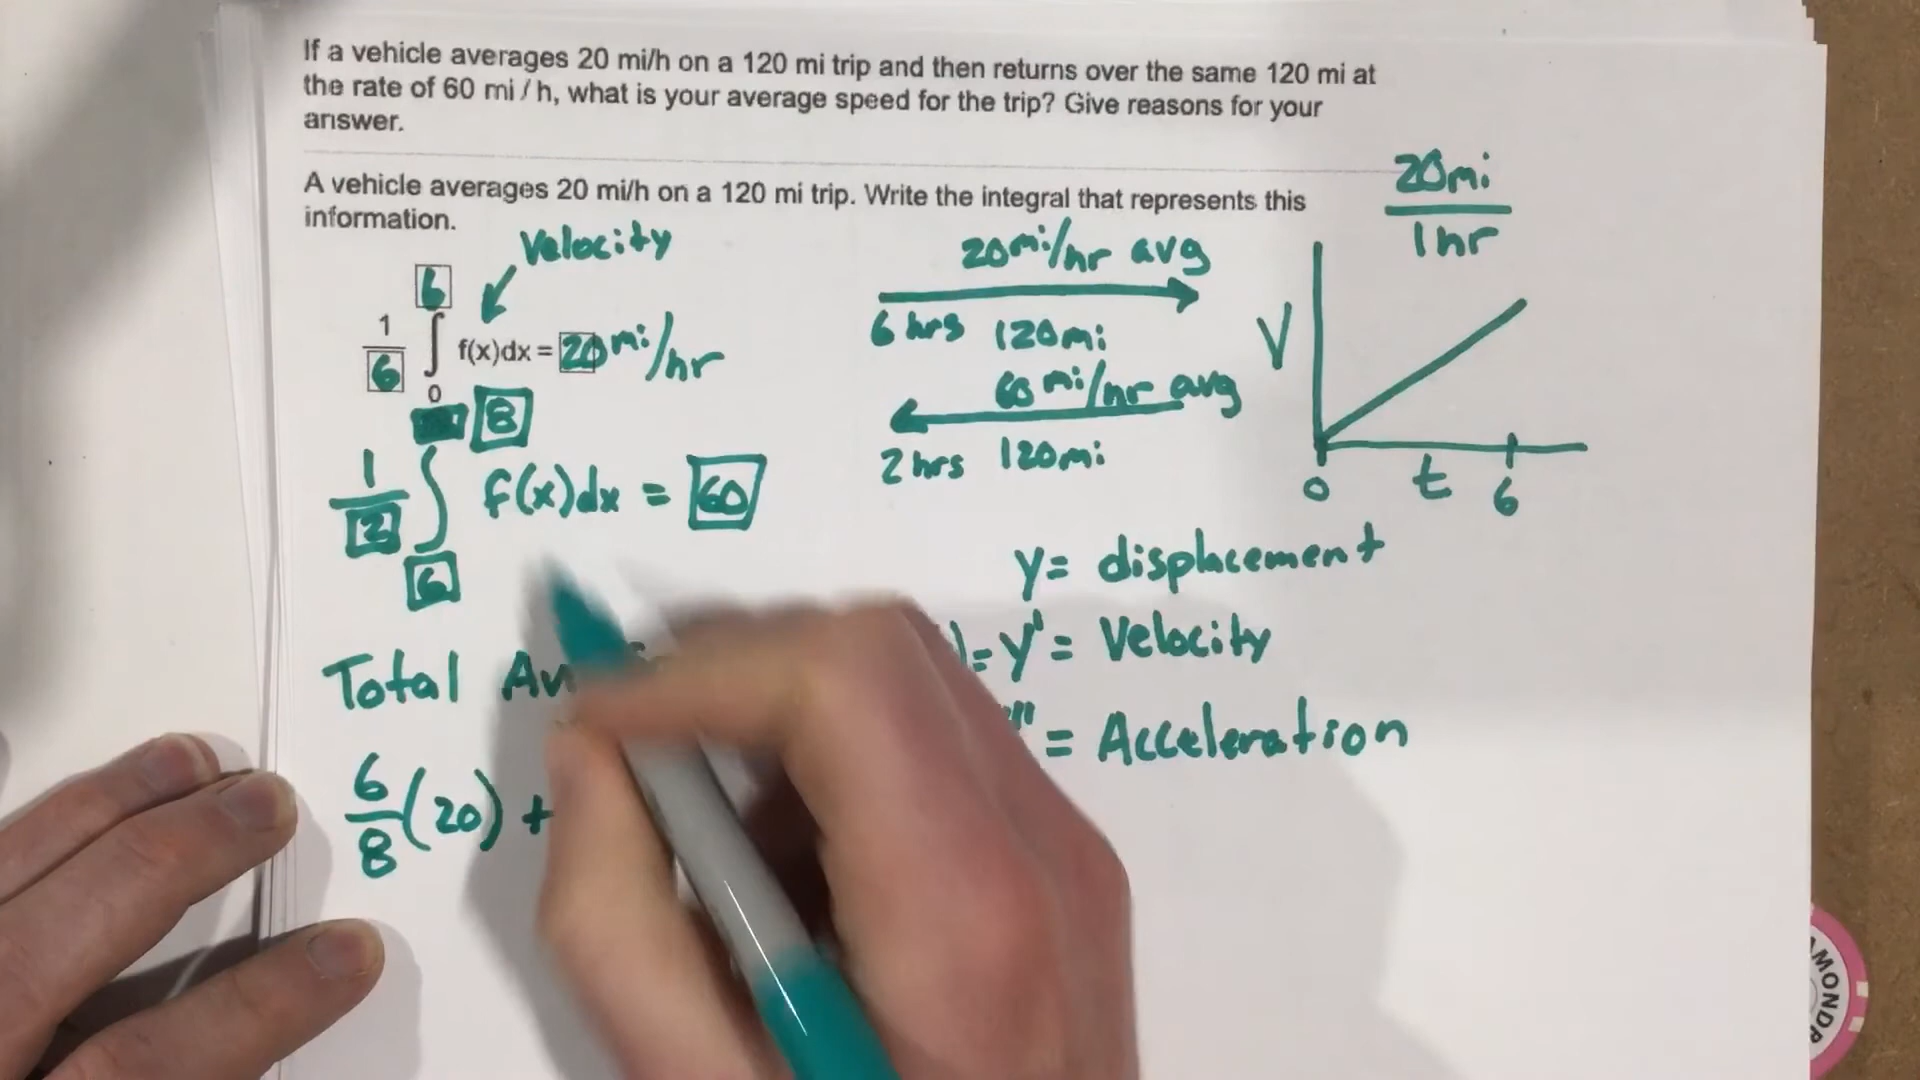 If a vehicle averages 20 mi/h on a 120 mi trip and then returns over the same 120 mi at
the rate of 60 mi / h, what is your average speed for the trip? Give reasons for your
answer.
A vehicle averages 20 mi/h on a 120 mi trip. Write the integral that represents this
information.
Velocity
6
1
6
∫
0
f(x)dx = 20 mi/hr
8
1
2
∫
6
f(x)dx = 60
Total
6/8 (20) +
20mi/hr avg
6 hrs 120mi
60 mi/hr avg
2 hrs 120mi
20mi
1hr
V
0 t 6
y = displacement
= y' = Velocity
= Acceleration